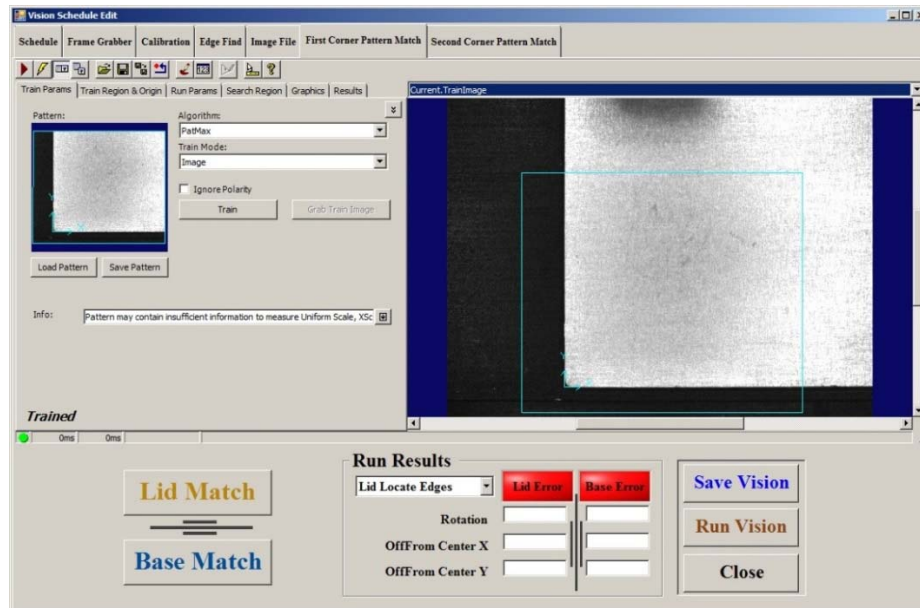 Vision Schedule Edit
Schedule Frame Grabber Calibration Edge Find Image File First Corner Pattern Match Second Corner Pattern Match
Train Params Train Region & Origin Run Params Search Region Graphics Results
Current.TrainImage
Pattern:
Algorithm:
PatMax
Train Mode:
Image
Ignore Polarity
Train Grab Train Image
Load Pattern Save Pattern
Info: Pattern may contain insufficient information to measure Uniform Scale, XSc
Trained
0ms 0ms
Lid Match
Base Match
Run Results
Lid Locate Edges Lid Error Base Error
Rotation
OffFrom Center X
OffFrom Center Y
Save Vision
Run Vision
Close